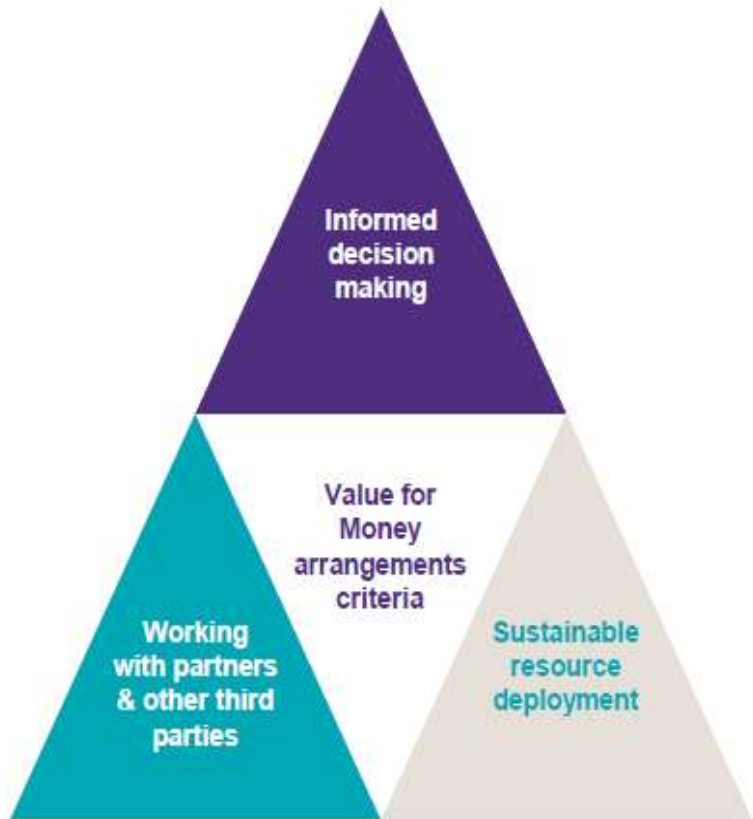 Informed
decision
making
Value for
Money
arrangements
criteria
Working
with partners
& other third
parties
Sustainable
resource
deployment